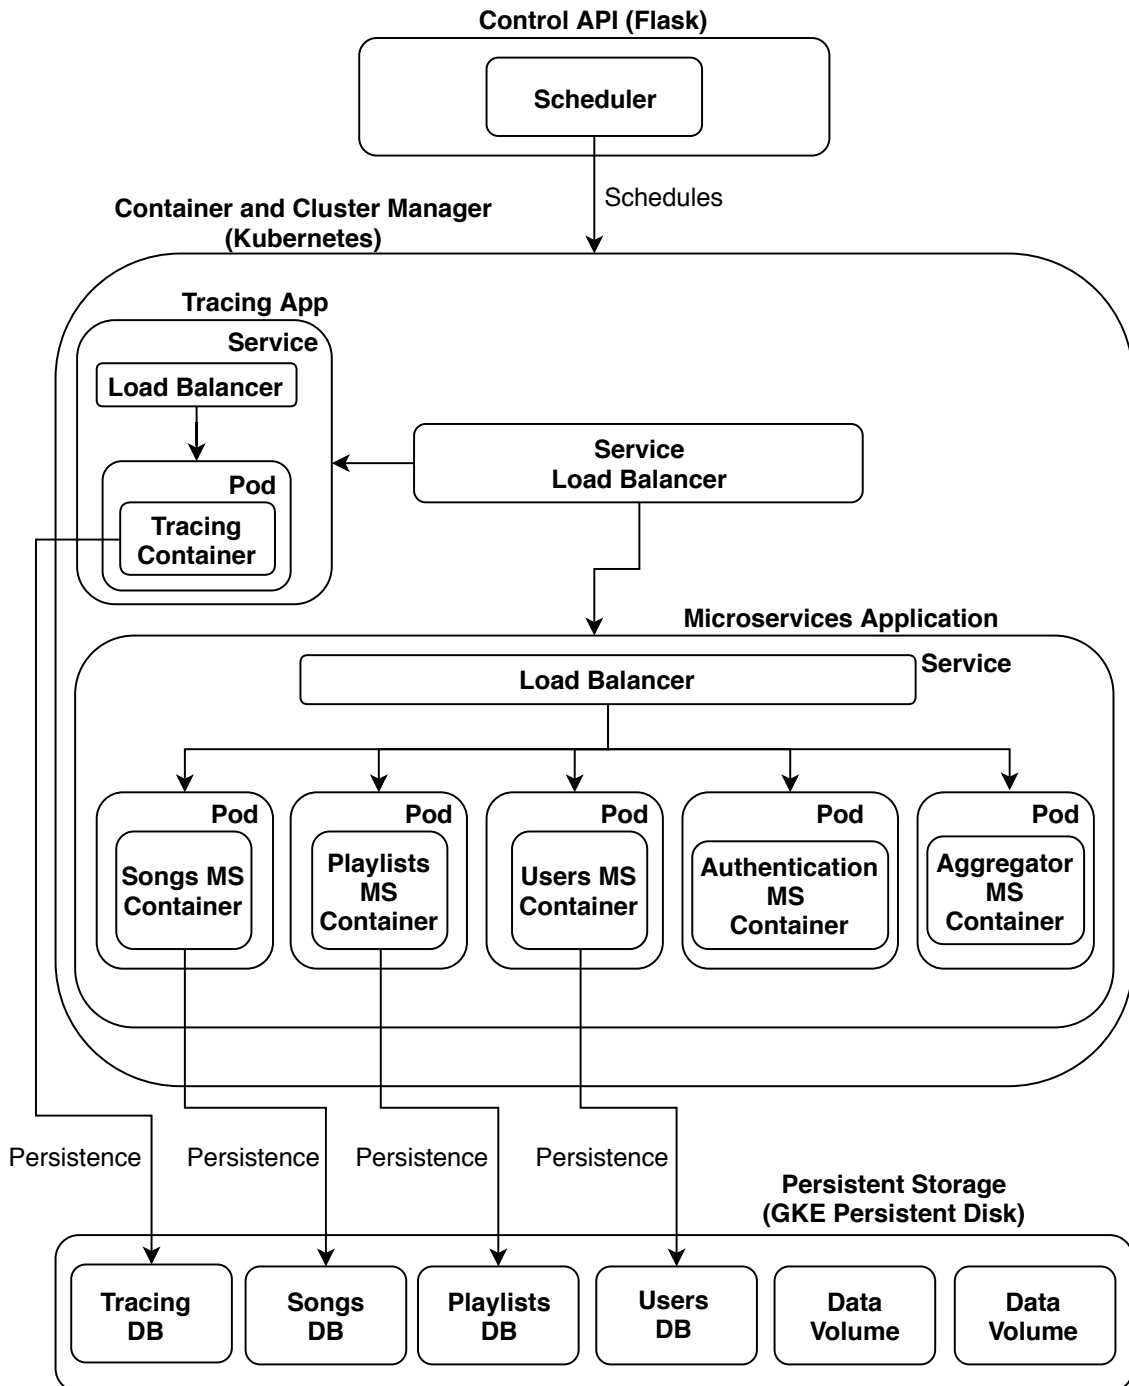 Control API (Flask)
Scheduler
Schedules
Container and Cluster Manager
(Kubernetes)
Tracing App
Service
Load Balancer
Pod
Tracing
Container
Service
Load Balancer
Microservices Application
Service
Load Balancer
Pod
Songs MS
Container
Pod
Playlists
MS
Container
Pod
Users MS
Container
Pod
Authentication
MS
Container
Pod
Aggregator
MS
Container
Persistence
Persistence
Persistence
Persistence
Persistent Storage
(GKE Persistent Disk)
Tracing
DB
Songs
DB
Playlists
DB
Users
DB
Data
Volume
Data
Volume